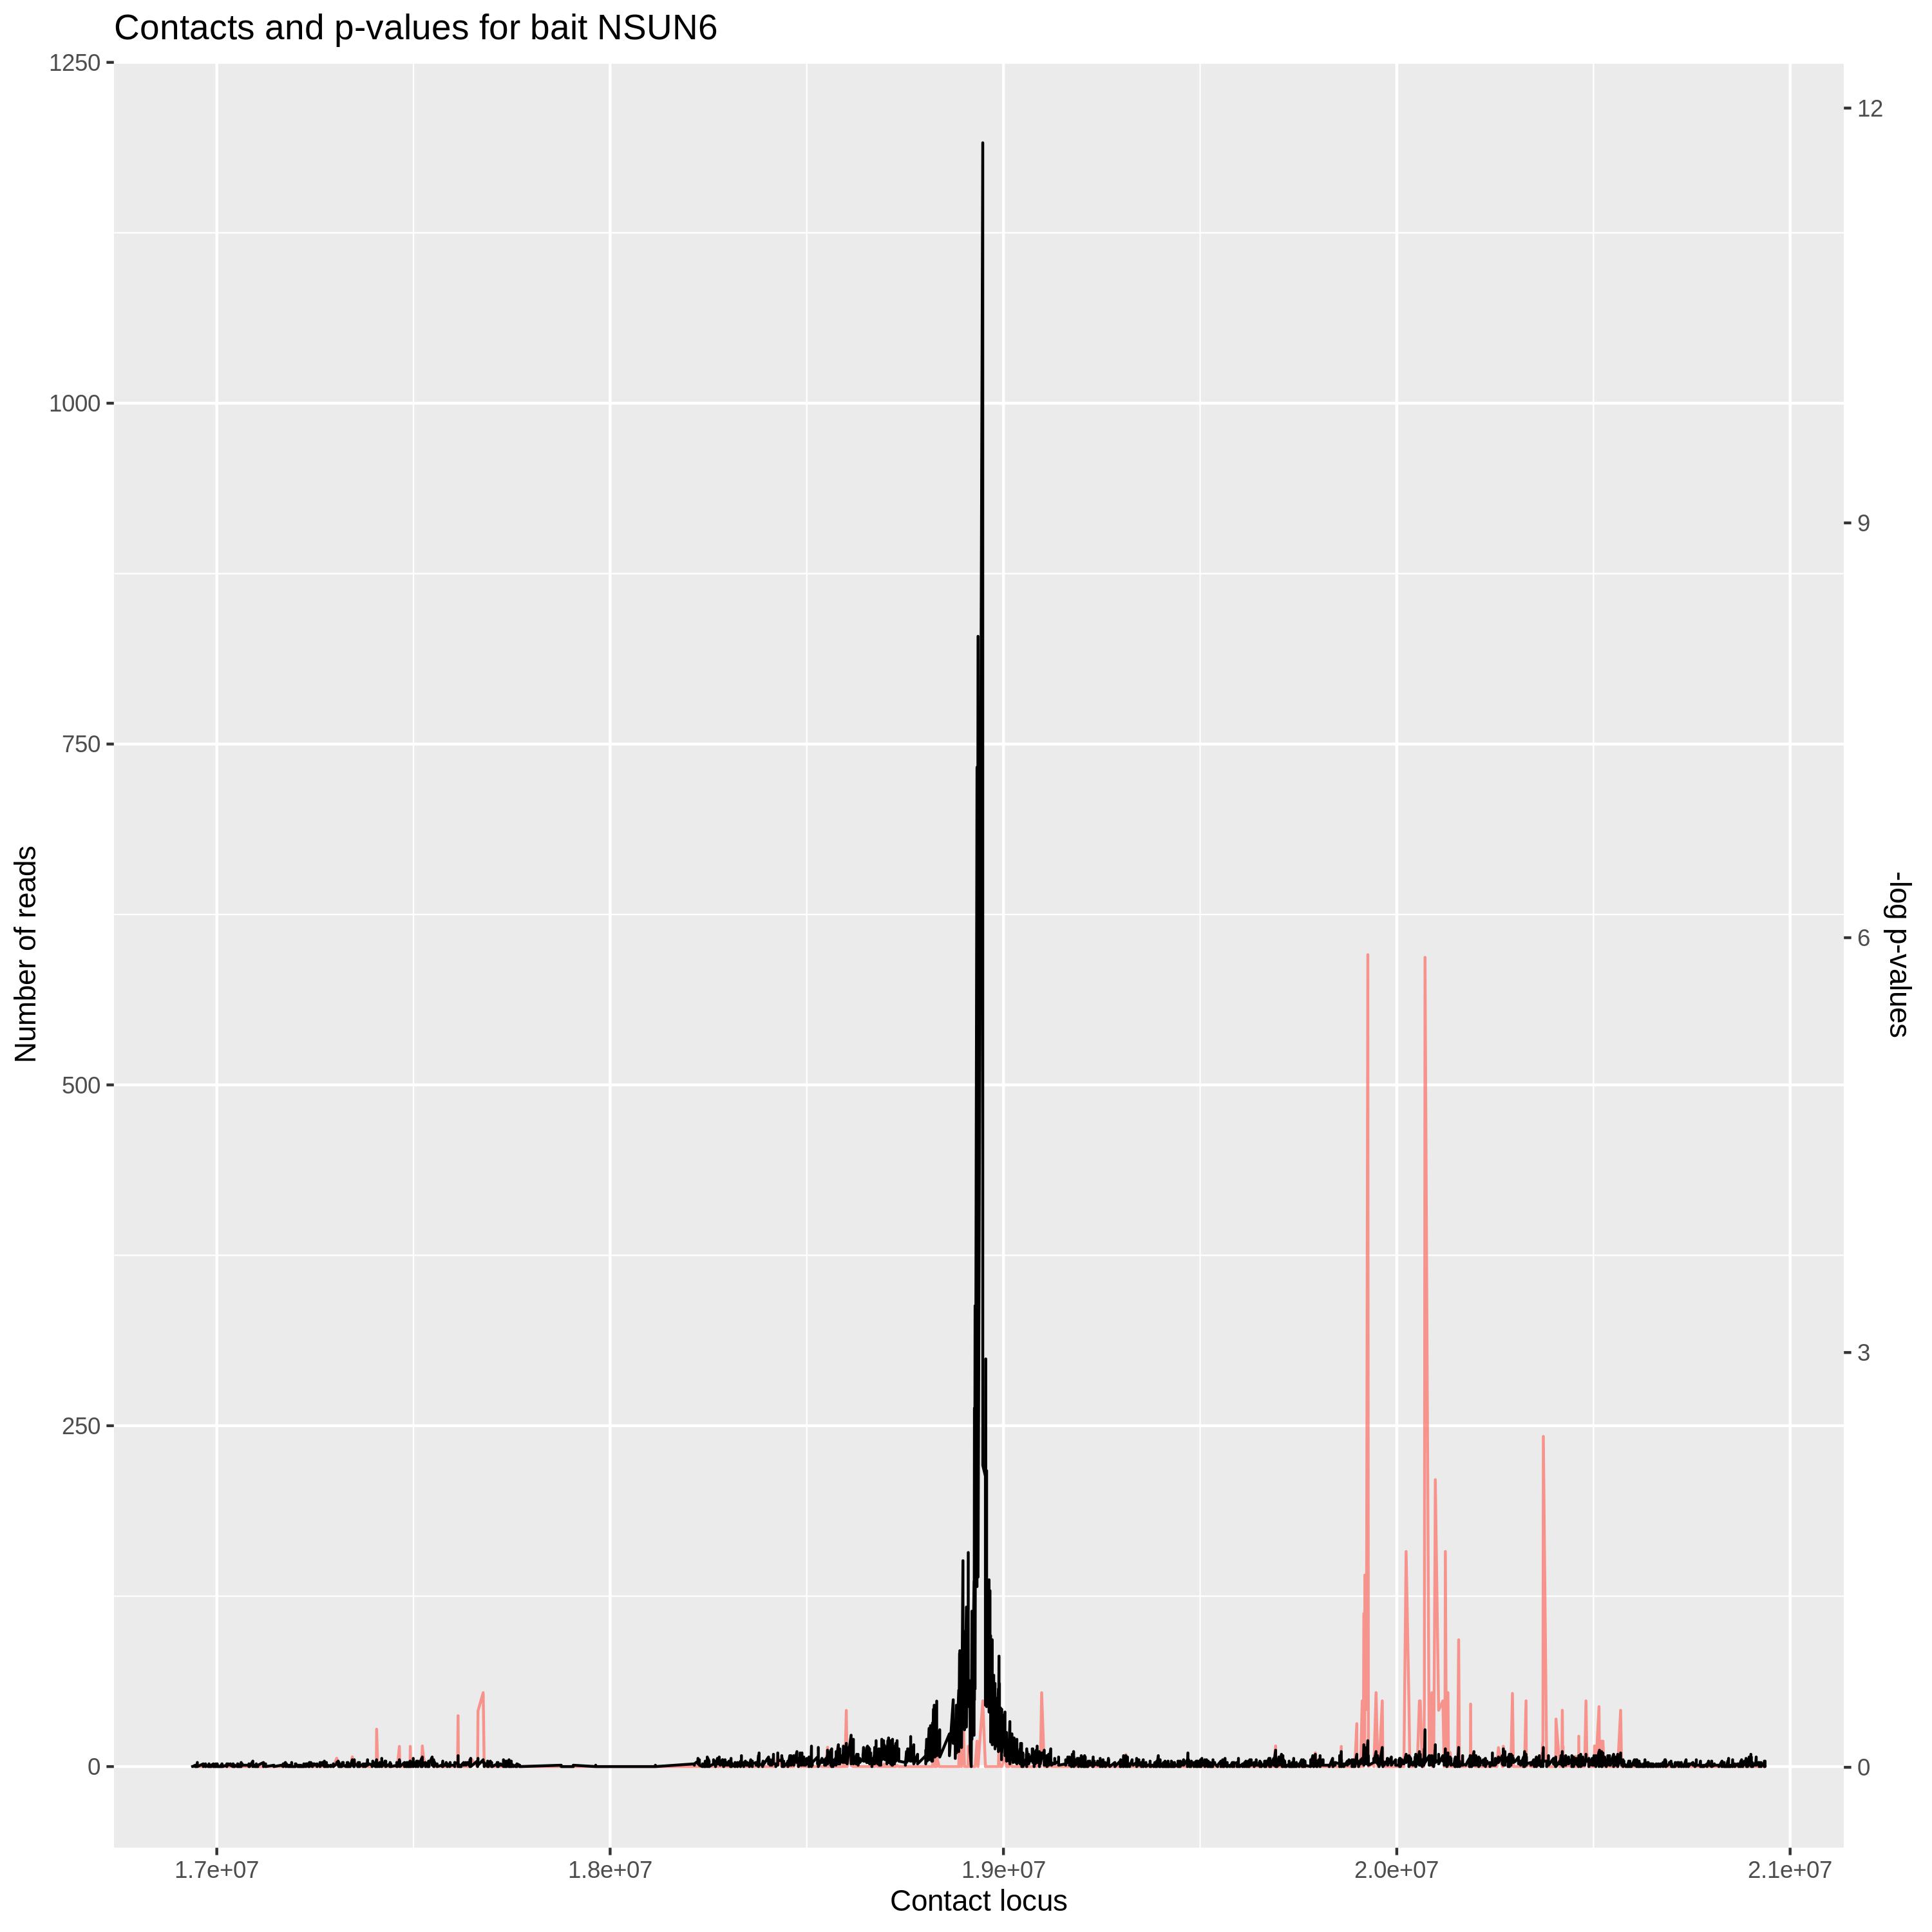 Contacts and p-values for bait NSUN6
1250
1000
750
500
250
0
Number of reads
12
9
6
3
0
-log p-values
1.7e+07
1.8e+07
1.9e+07
2.0e+07
2.1e+07
Contact locus